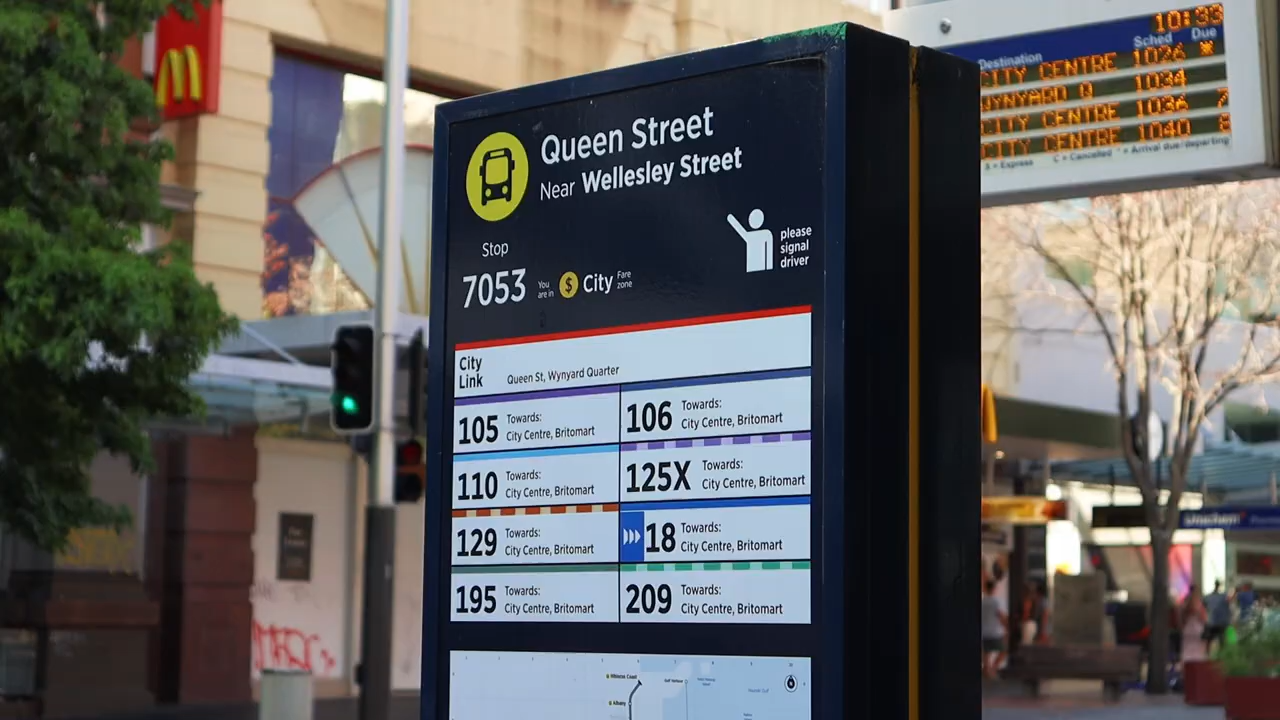 Queen Street
Near Wellesley Street
please
signal
driver
Stop
7053
You are in
$
City
Fare zone
City Link
Queen St, Wynyard Quarter
105 Towards: City Centre, Britomart
106 Towards: City Centre, Britomart
110 Towards: City Centre, Britomart
125X Towards: City Centre, Britomart
129 Towards: City Centre, Britomart
18 Towards: City Centre, Britomart
195 Towards: City Centre, Britomart
209 Towards: City Centre, Britomart
Albany
10:33
Destination Sched Due
CITY CENTRE 1026 *
WYNYARD Q 1034
CITY CENTRE 1036 7
CITY CENTRE 1040 8
= Express C = Cancelled * = Arrival due/departing
Unichem